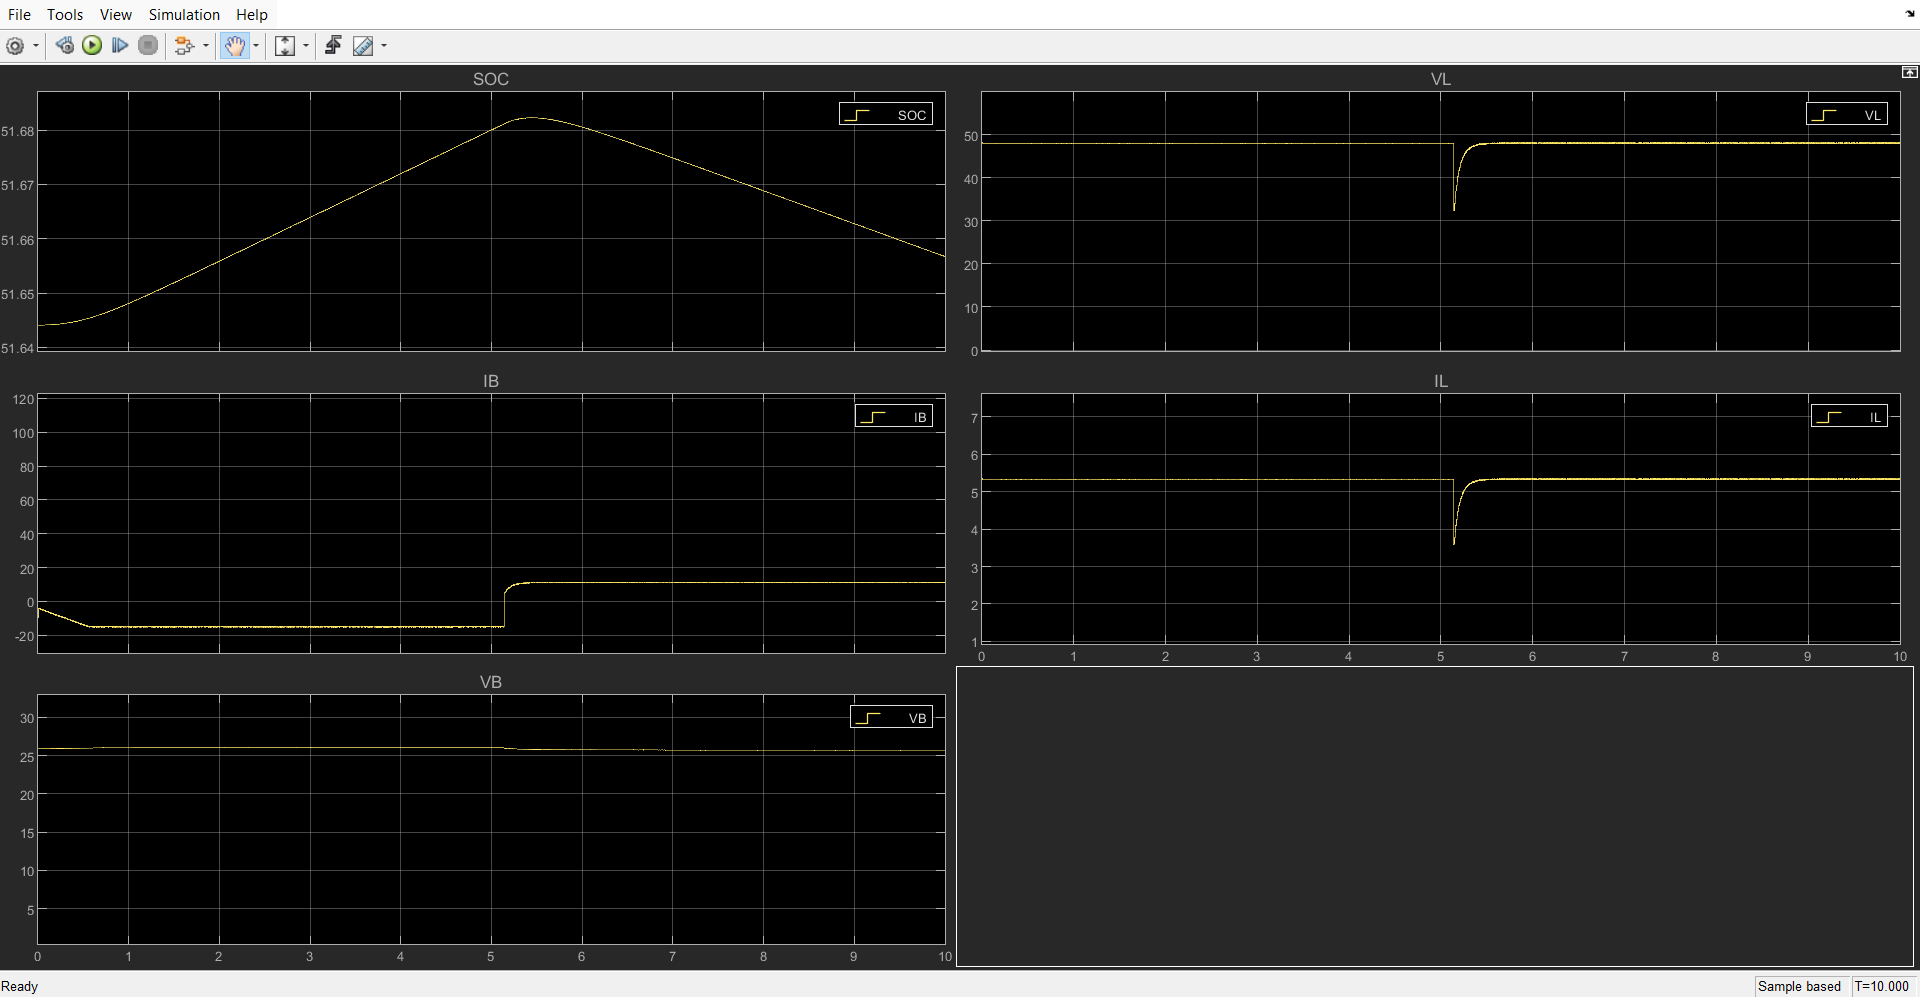 File Tools View Simulation Help
SOC
SOC
51.68
51.67
51.66
51.65
51.64
VL
VL
50
40
30
20
10
0
IB
IB
120
100
80
60
40
20
0
-20
IL
IL
7
6
5
4
3
2
1
0 1 2 3 4 5 6 7 8 9 10
VB
VB
30
25
20
15
10
5
0 1 2 3 4 5 6 7 8 9 10
Ready
Sample based T=10.000